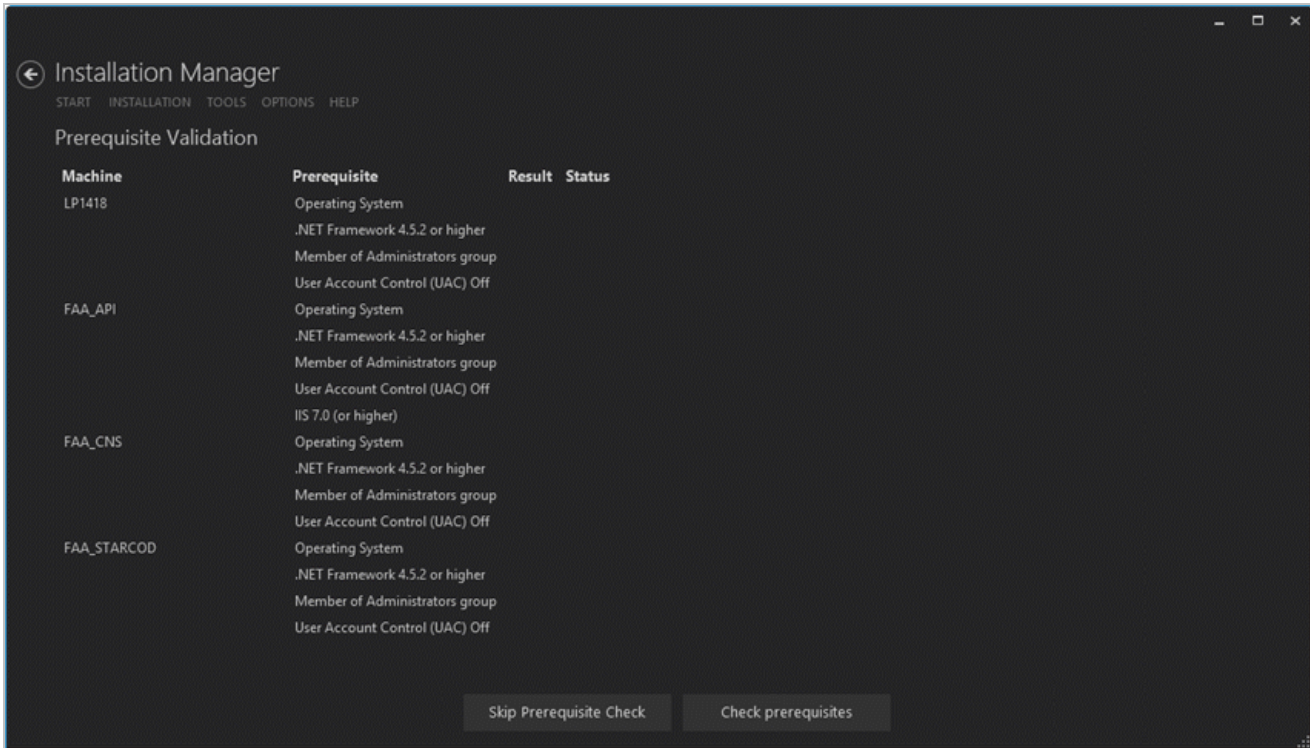 Installation Manager
START INSTALLATION TOOLS OPTIONS HELP
Prerequisite Validation
Machine Prerequisite Result Status
LP1418 Operating System
.NET Framework 4.5.2 or higher
Member of Administrators group
User Account Control (UAC) Off
FAA_API Operating System
.NET Framework 4.5.2 or higher
Member of Administrators group
User Account Control (UAC) Off
IIS 7.0 (or higher)
FAA_CNS Operating System
.NET Framework 4.5.2 or higher
Member of Administrators group
User Account Control (UAC) Off
FAA_STARCOD Operating System
.NET Framework 4.5.2 or higher
Member of Administrators group
User Account Control (UAC) Off
Skip Prerequisite Check Check prerequisites